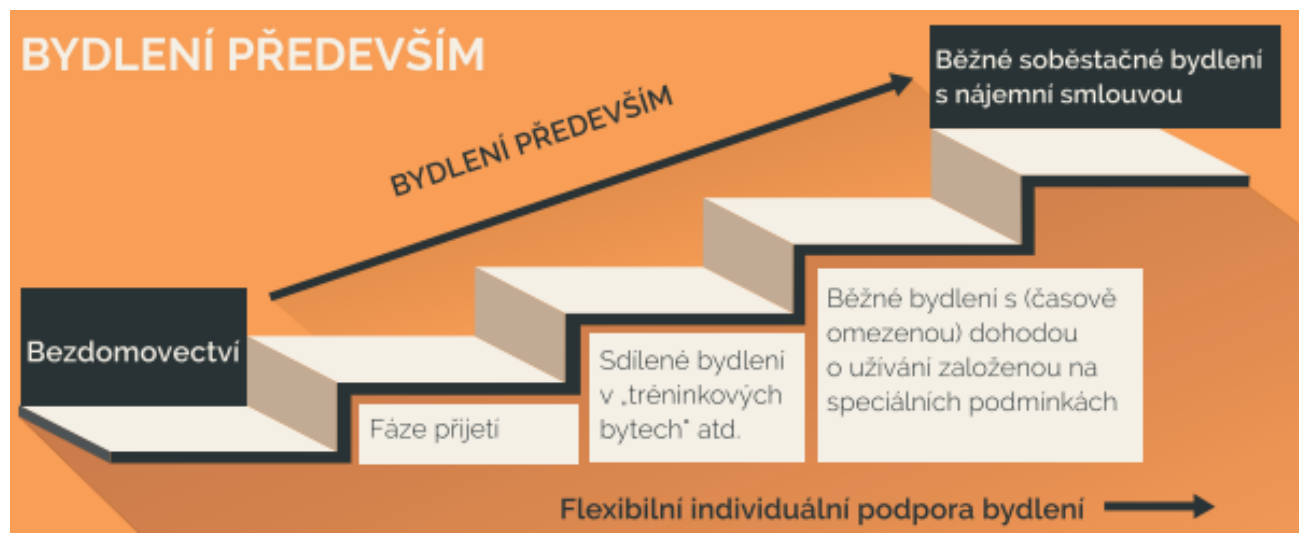 BYDLENÍ PŘEDEVŠÍM
BYDLENÍ PŘEDEVŠÍM
Běžné soběstačné bydlení
s nájemní smlouvou
Bezdomovectví
Fáze přijetí
Sdílené bydlení
v „tréninkových
bytech" atd.
Běžné bydlení s (časově
omezenou) dohodou
o užívání založenou na
speciálních podmínkách
Flexibilní individuální podpora bydlení